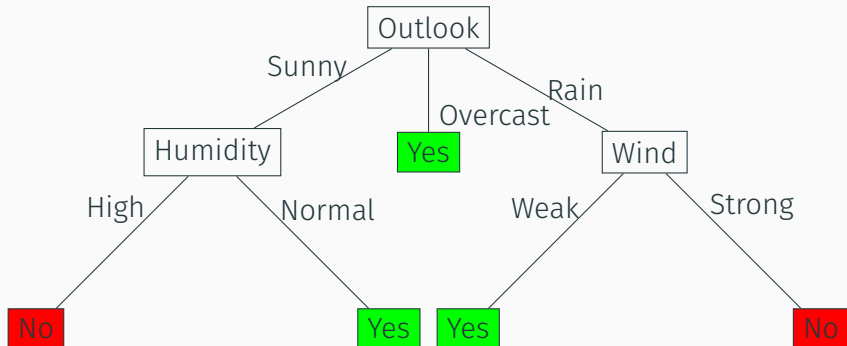 Outlook
Sunny
Rain
Overcast
Humidity
Yes
Wind
High
Normal
Weak
Strong
No
Yes
Yes
No